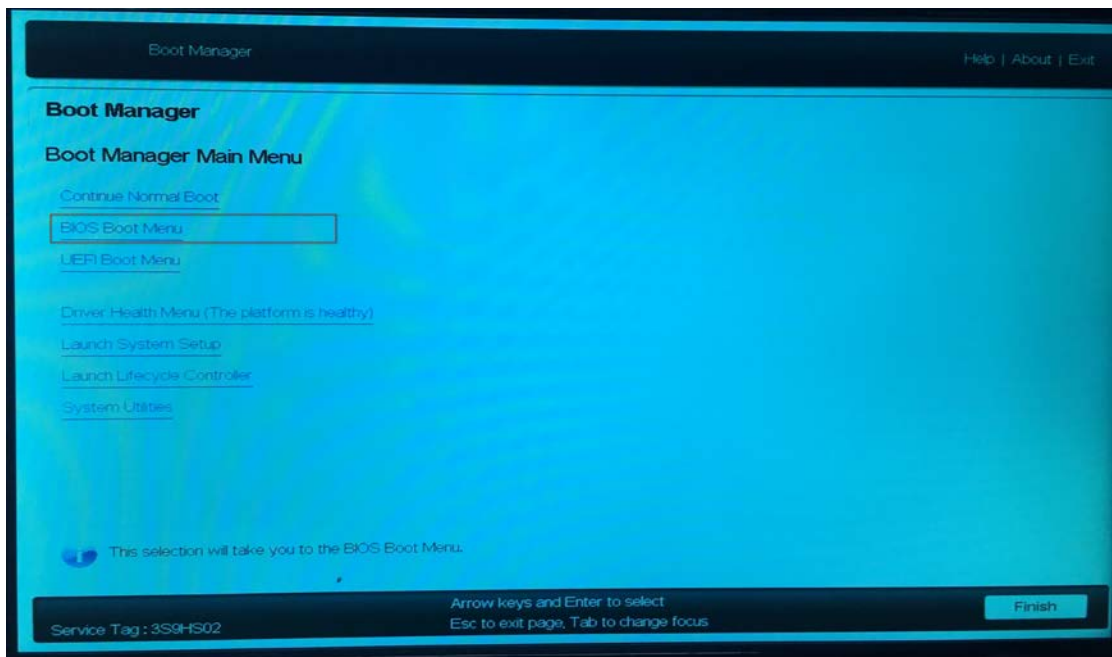 Boot Manager
Help | About | Exit
Boot Manager
Boot Manager Main Menu
Continue Normal Boot
BIOS Boot Menu
UEFI Boot Menu
Driver Health Menu (The platform is healthy)
Launch System Setup
Launch Lifecycle Controller
System Utilities
This selection will take you to the BIOS Boot Menu.
Arrow keys and Enter to select
Esc to exit page, Tab to change focus
Finish
Service Tag : 3S9HS02